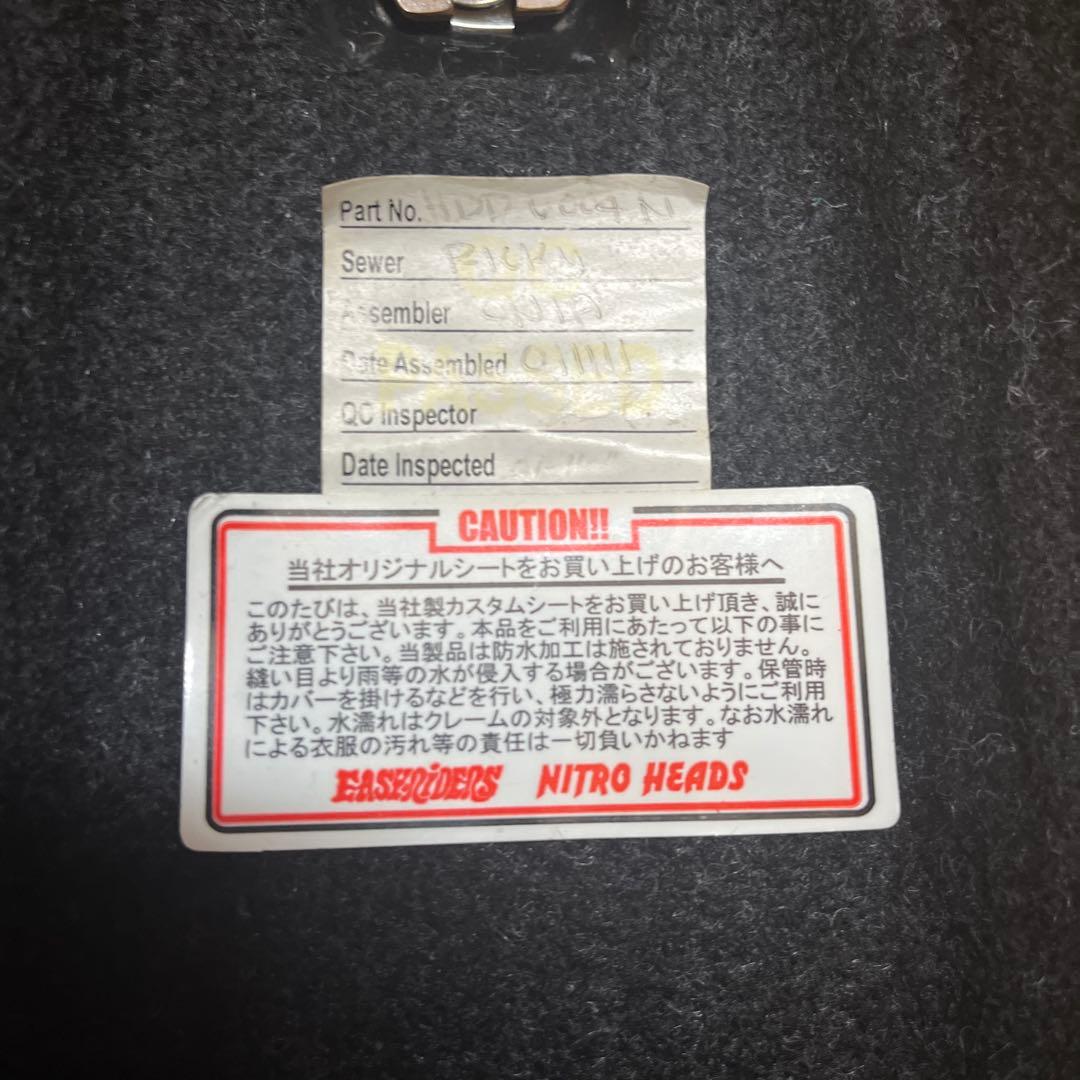 Part No.
Sewer
Assembler
Date Assembled 011111
QC Inspector
Date Inspected
PASSED
CAUTION!!
当社オリジナルシートをお買い上げのお客様へ
このたびは、当社製カスタムシートをお買い上げ頂き、誠に
ありがとうございます。本品をご利用にあたって以下の事に
ご注意下さい。当製品は防水加工は施されておりません。
縫い目より雨等の水が侵入する場合がございます。保管時
はカバーを掛けるなどを行い、極力濡らさないようにご利用
下さい。水濡れはクレームの対象外となります。なお水濡れ
による衣服の汚れ等の責任は一切負いかねます
EASYRIDERS NITRO HEADS